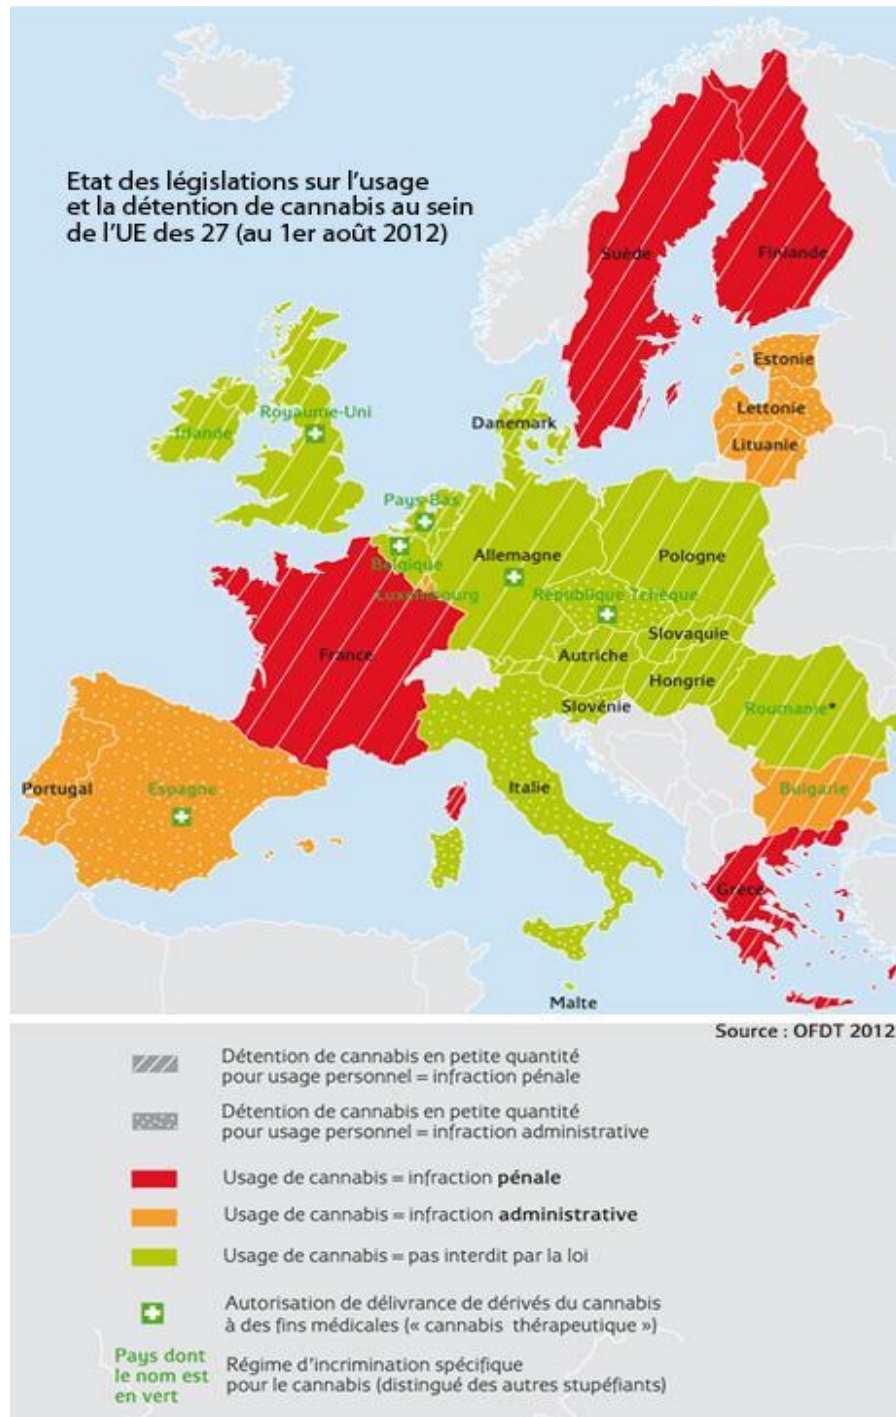 Etat des législations sur l'usage
et la détention de cannabis au sein
de l'UE des 27 (au 1er août 2012)
Suède
Finlande
Estonie
Lettonie
Lituanie
Royaume-Uni
Irlande
Danemark
Pays-Bas
Belgique
Luxembourg
Allemagne
Pologne
République Tchèque
Slovaquie
Autriche
Hongrie
France
Slovénie
Roumanie*
Italie
Portugal
Espagne
Bulgarie
Grèce
Malte
Source : OFDT 2012
Détention de cannabis en petite quantité
pour usage personnel = infraction pénale
Détention de cannabis en petite quantité
pour usage personnel = infraction administrative
Usage de cannabis = infraction pénale
Usage de cannabis = infraction administrative
Usage de cannabis = pas interdit par la loi
Autorisation de délivrance de dérivés du cannabis
à des fins médicales (« cannabis thérapeutique »)
Pays dont
le nom est
en vert
Régime d'incrimination spécifique
pour le cannabis (distingué des autres stupéfiants)